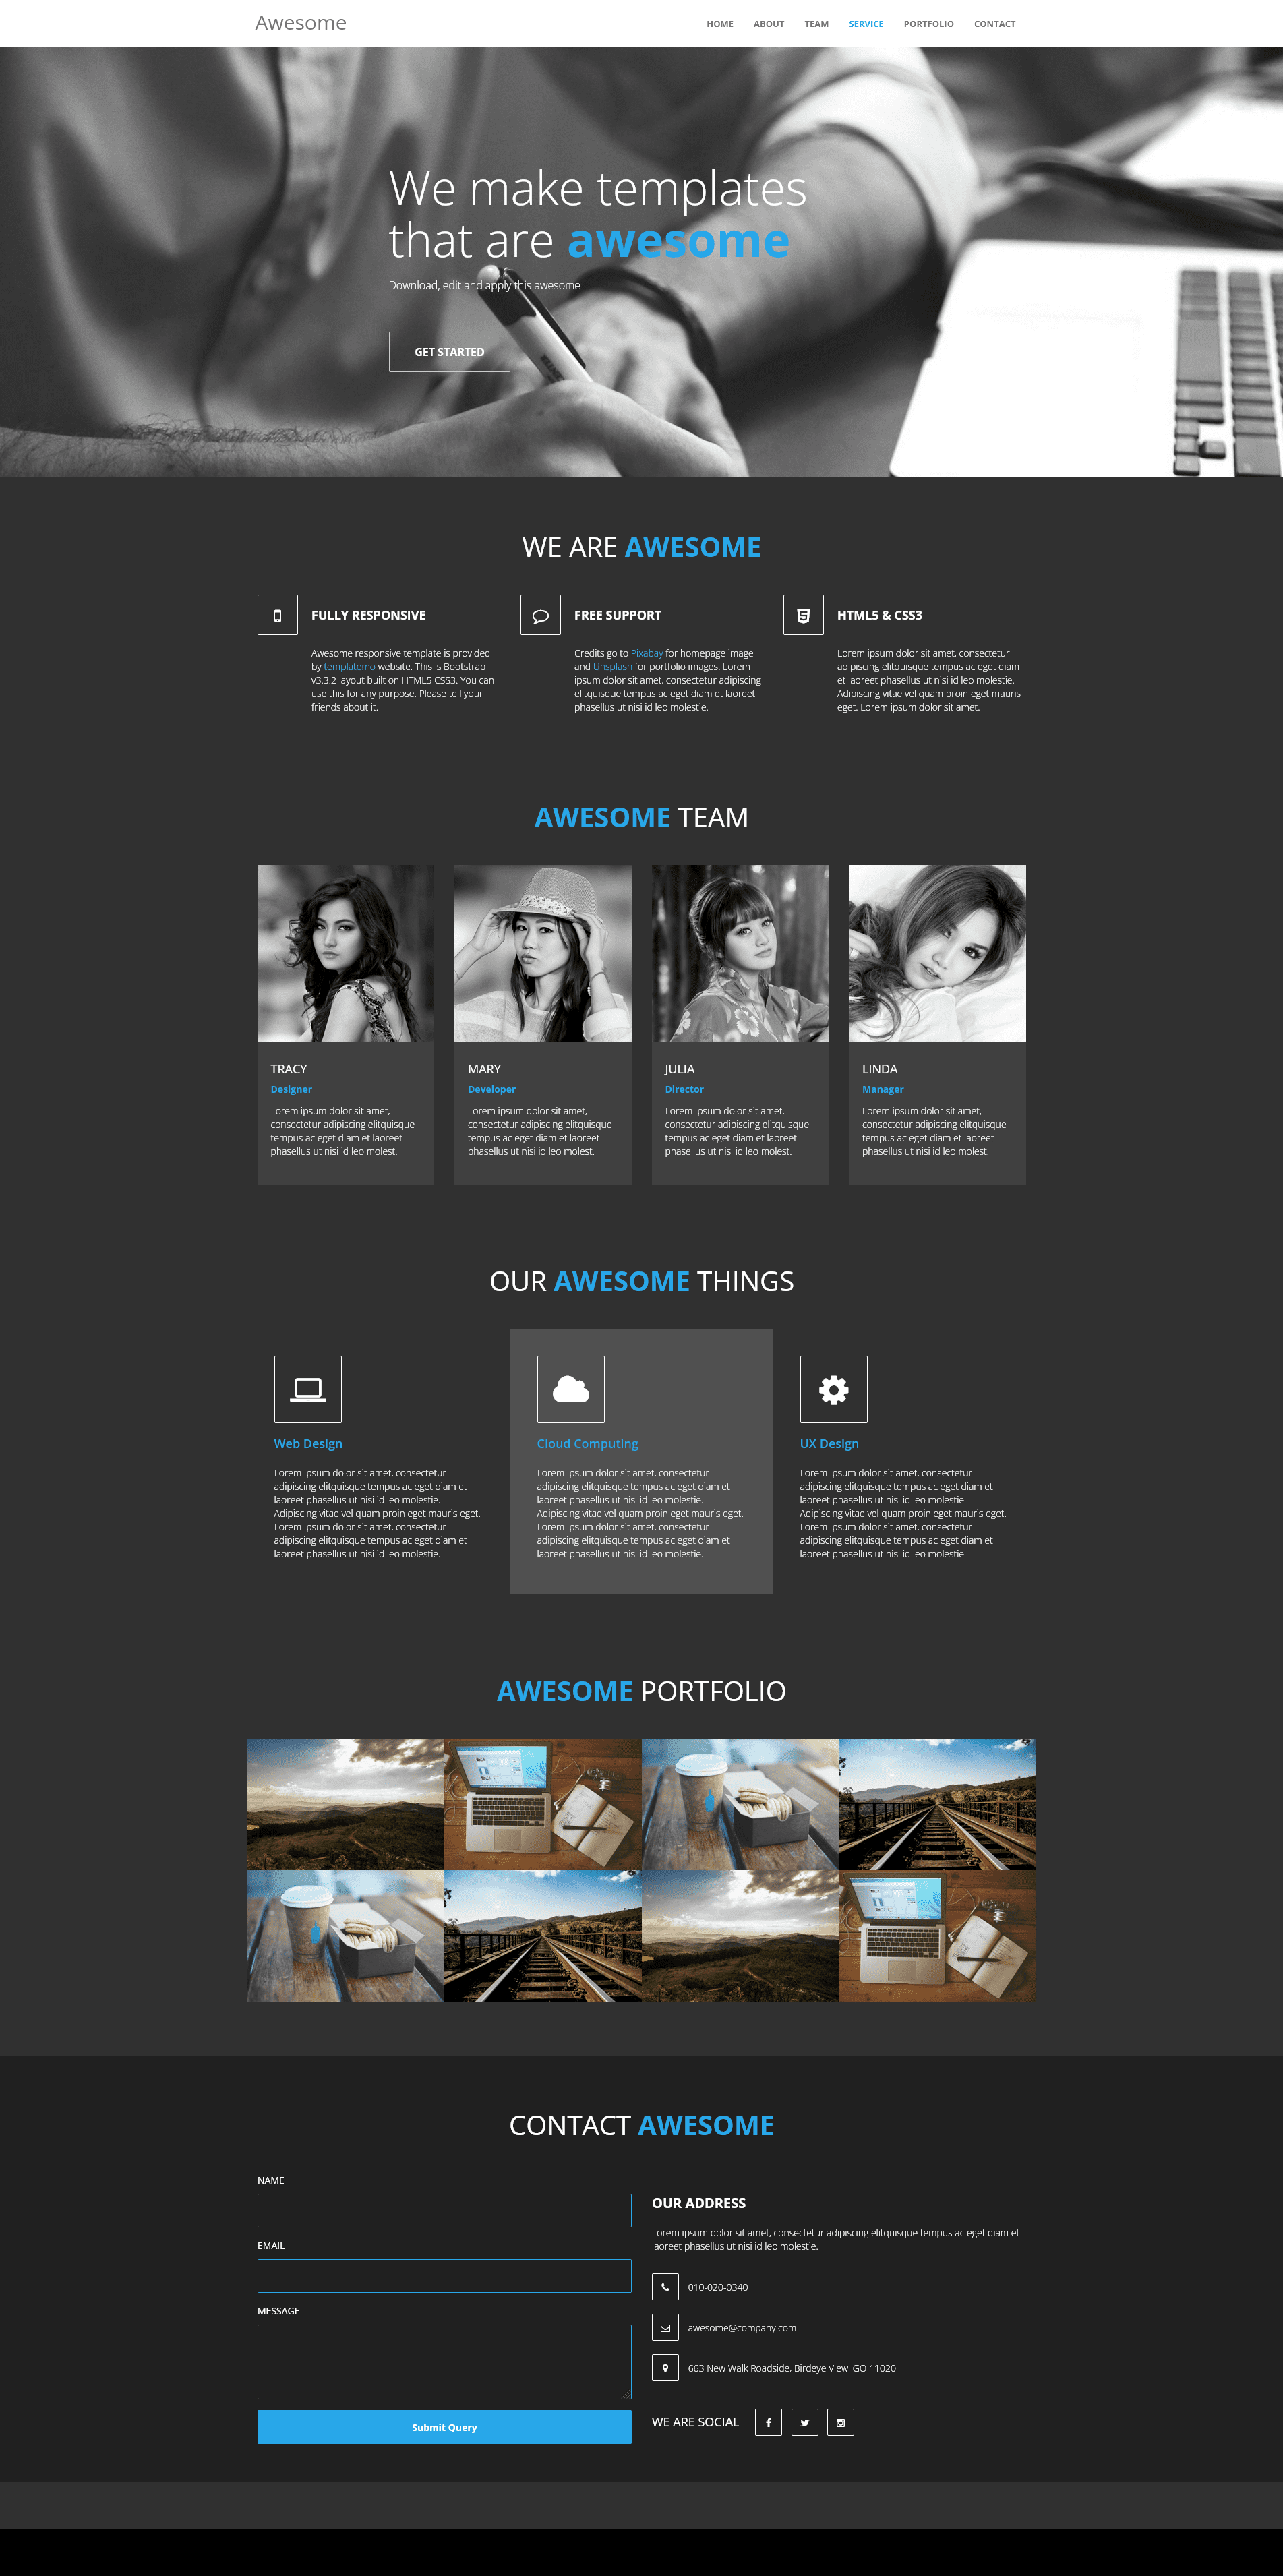 Awesome
HOME ABOUT TEAM SERVICE PORTFOLIO CONTACT
We make templates
that are awesome
Download, edit and apply this awesome
GET STARTED
WE ARE AWESOME
FULLY RESPONSIVE
Awesome responsive template is provided
by templatemo website. This is Bootstrap
v3.3.2 layout built on HTML5 CSS3. You can
use this for any purpose. Please tell your
friends about it.
FREE SUPPORT
Credits go to Pixabay for homepage image
and Unsplash for portfolio images. Lorem
ipsum dolor sit amet, consectetur adipiscing
elitquisque tempus ac eget diam et laoreet
phasellus ut nisi id leo molestie.
HTML5 & CSS3
Lorem ipsum dolor sit amet, consectetur
adipiscing elitquisque tempus ac eget diam
et laoreet phasellus ut nisi id leo molestie.
Adipiscing vitae vel quam proin eget mauris
eget. Lorem ipsum dolor sit amet.
AWESOME TEAM
TRACY
Designer
Lorem ipsum dolor sit amet,
consectetur adipiscing elitquisque
tempus ac eget diam et laoreet
phasellus ut nisi id leo molest.
MARY
Developer
Lorem ipsum dolor sit amet,
consectetur adipiscing elitquisque
tempus ac eget diam et laoreet
phasellus ut nisi id leo molest.
JULIA
Director
Lorem ipsum dolor sit amet,
consectetur adipiscing elitquisque
tempus ac eget diam et laoreet
phasellus ut nisi id leo molest.
LINDA
Manager
Lorem ipsum dolor sit amet,
consectetur adipiscing elitquisque
tempus ac eget diam et laoreet
phasellus ut nisi id leo molest.
OUR AWESOME THINGS
Web Design
Lorem ipsum dolor sit amet, consectetur
adipiscing elitquisque tempus ac eget diam et
laoreet phasellus ut nisi id leo molestie.
Adipiscing vitae vel quam proin eget mauris eget.
Lorem ipsum dolor sit amet, consectetur
adipiscing elitquisque tempus ac eget diam et
laoreet phasellus ut nisi id leo molestie.
Cloud Computing
Lorem ipsum dolor sit amet, consectetur
adipiscing elitquisque tempus ac eget diam et
laoreet phasellus ut nisi id leo molestie.
Adipiscing vitae vel quam proin eget mauris eget.
Lorem ipsum dolor sit amet, consectetur
adipiscing elitquisque tempus ac eget diam et
laoreet phasellus ut nisi id leo molestie.
UX Design
Lorem ipsum dolor sit amet, consectetur
adipiscing elitquisque tempus ac eget diam et
laoreet phasellus ut nisi id leo molestie.
Adipiscing vitae vel quam proin eget mauris eget.
Lorem ipsum dolor sit amet, consectetur
adipiscing elitquisque tempus ac eget diam et
laoreet phasellus ut nisi id leo molestie.
AWESOME PORTFOLIO
CONTACT AWESOME
NAME
EMAIL
MESSAGE
Submit Query
OUR ADDRESS
Lorem ipsum dolor sit amet, consectetur adipiscing elitquisque tempus ac eget diam et
laoreet phasellus ut nisi id leo molestie.
010-020-0340
awesome@company.com
663 New Walk Roadside, Birdeye View, GO 11020
WE ARE SOCIAL